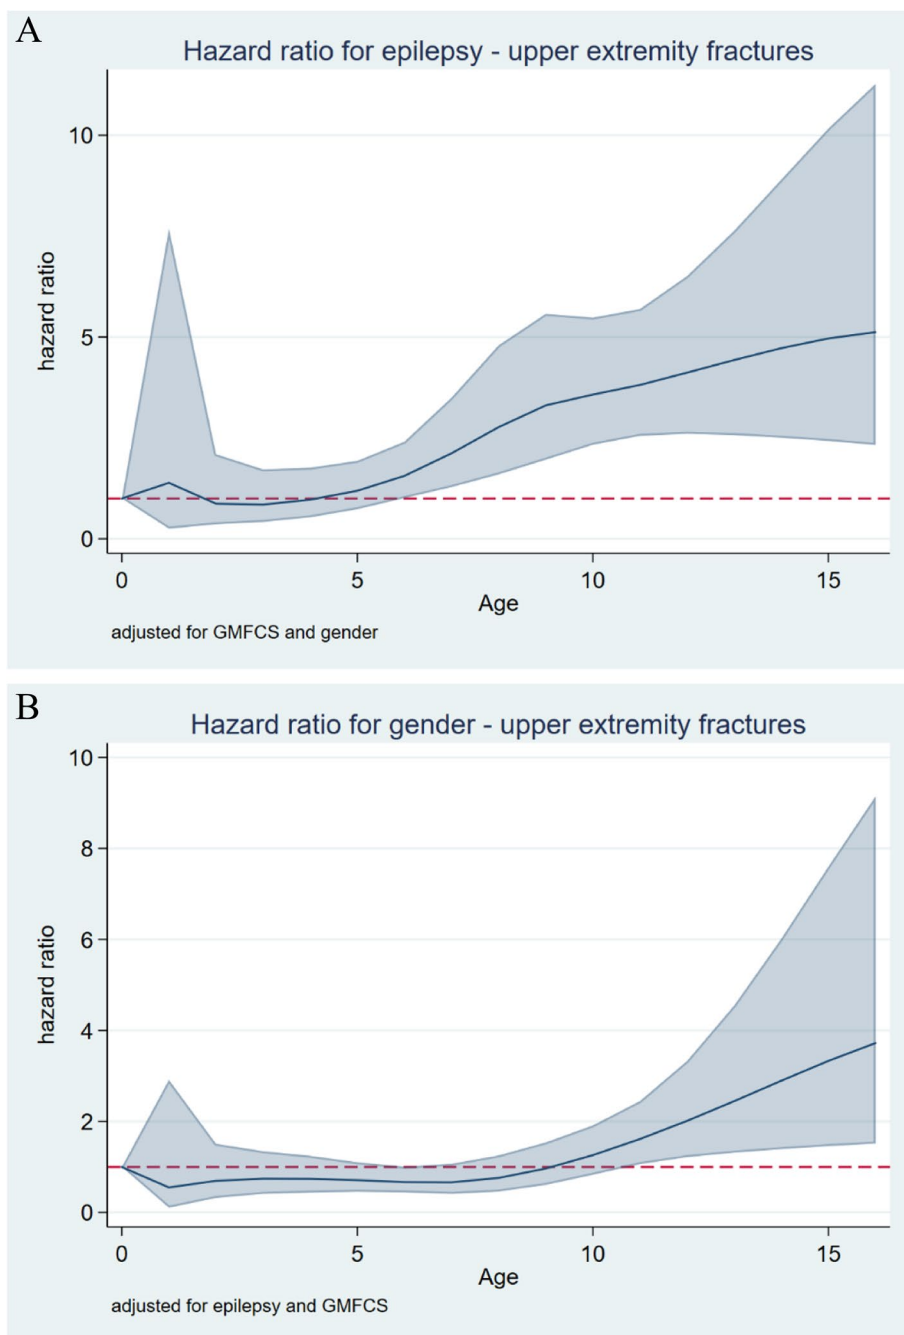 A
Hazard ratio for epilepsy - upper extremity fractures
10
5
0
hazard ratio
0 5 10 15
Age
adjusted for GMFCS and gender
B
Hazard ratio for gender - upper extremity fractures
10
8
6
4
2
0
hazard ratio
0 5 10 15
Age
adjusted for epilepsy and GMFCS